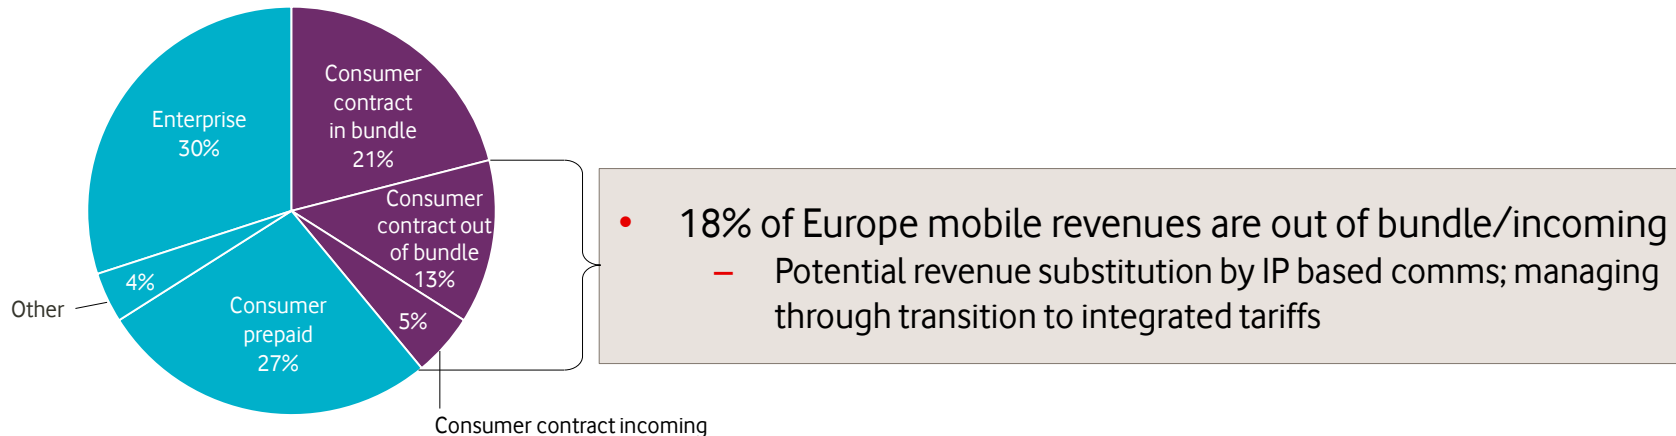 Consumer
contract
in bundle
21%
Consumer
contract out
of bundle
13%
5%
Consumer contract incoming
Consumer
prepaid
27%
4%
Other
Enterprise
30%
• 18% of Europe mobile revenues are out of bundle/incoming
– Potential revenue substitution by IP based comms; managing
through transition to integrated tariffs